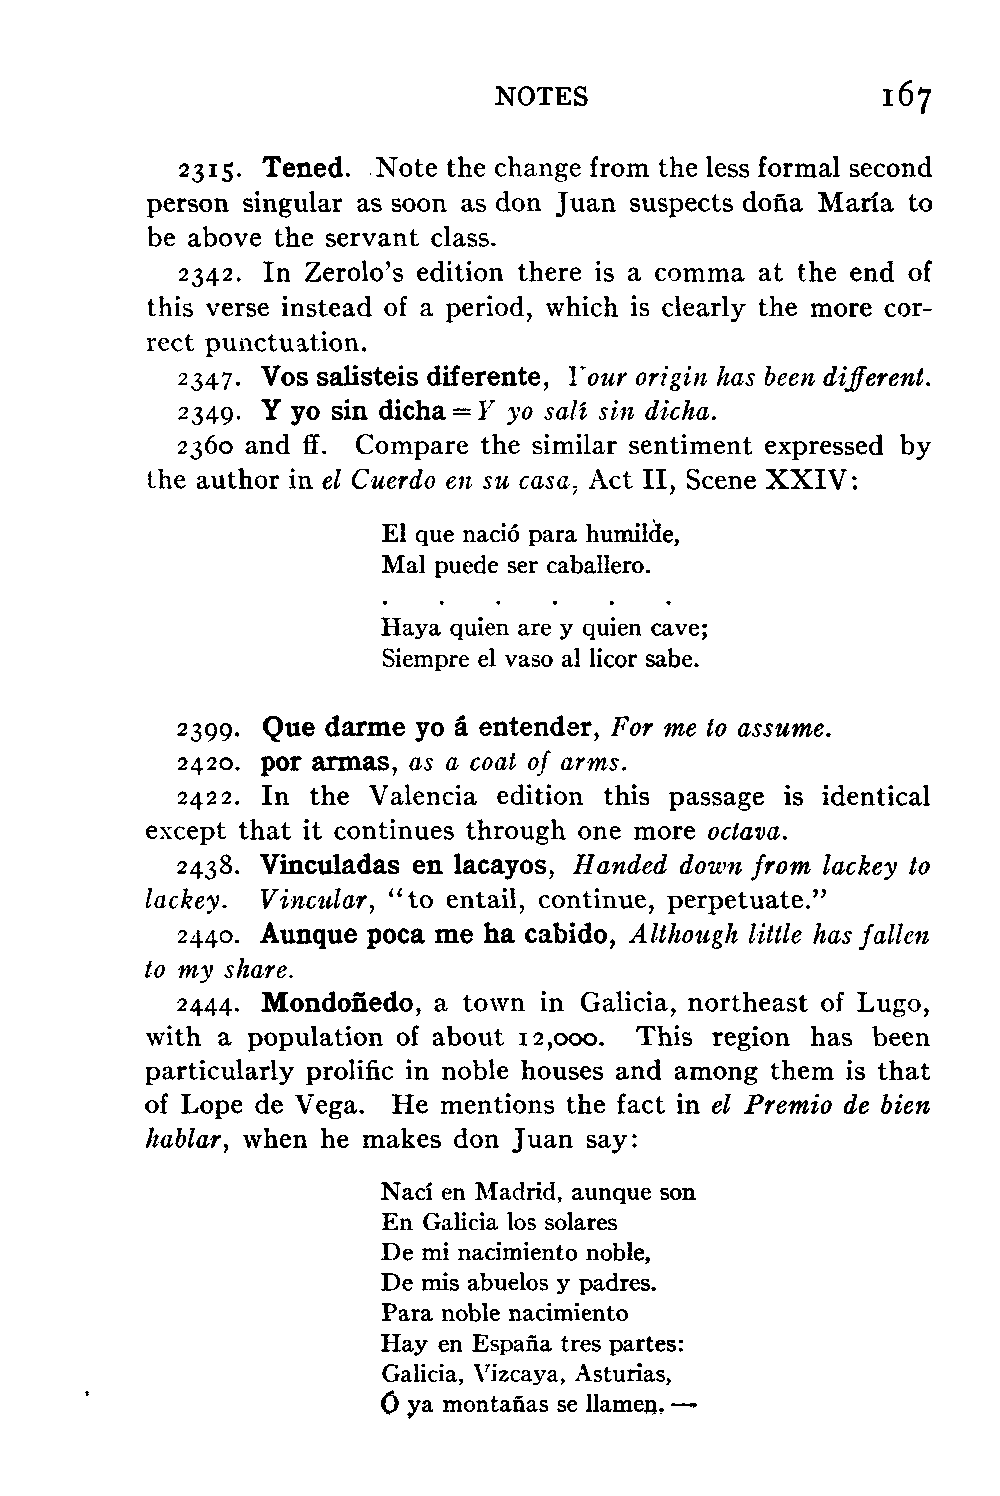 NOTES 167
2315. Tened. Note the change from the less formal second
person singular as soon as don Juan suspects doña María to
be above the servant class.
2342. In Zerolo's edition there is a comma at the end of
this verse instead of a period, which is clearly the more cor-
rect punctuation.
2347. Vos salisteis diferente, Your origin has been different.
2349. Y yo sin dicha = Y yo salí sin dicha.
2360 and ff. Compare the similar sentiment expressed by
the author in el Cuerdo en su casa, Act II, Scene XXIV:
El que nació para humilde,
Mal puede ser caballero.
. . . . . .
Haya quien are y quien cave;
Siempre el vaso al licor sabe.
2399. Que darme yo á entender, For me to assume.
2420. por armas, as a coat of arms.
2422. In the Valencia edition this passage is identical
except that it continues through one more octava.
2438. Vinculadas en lacayos, Handed down from lackey to
lackey. Vincular, "to entail, continue, perpetuate."
2440. Aunque poca me ha cabido, Although little has fallen
to my share.
2444. Mondoñedo, a town in Galicia, northeast of Lugo,
with a population of about 12,000. This region has been
particularly prolific in noble houses and among them is that
of Lope de Vega. He mentions the fact in el Premio de bien
hablar, when he makes don Juan say:
Nací en Madrid, aunque son
En Galicia los solares
De mi nacimiento noble,
De mis abuelos y padres.
Para noble nacimiento
Hay en España tres partes:
Galicia, Vizcaya, Asturias,
Ó ya montañas se llamen.—